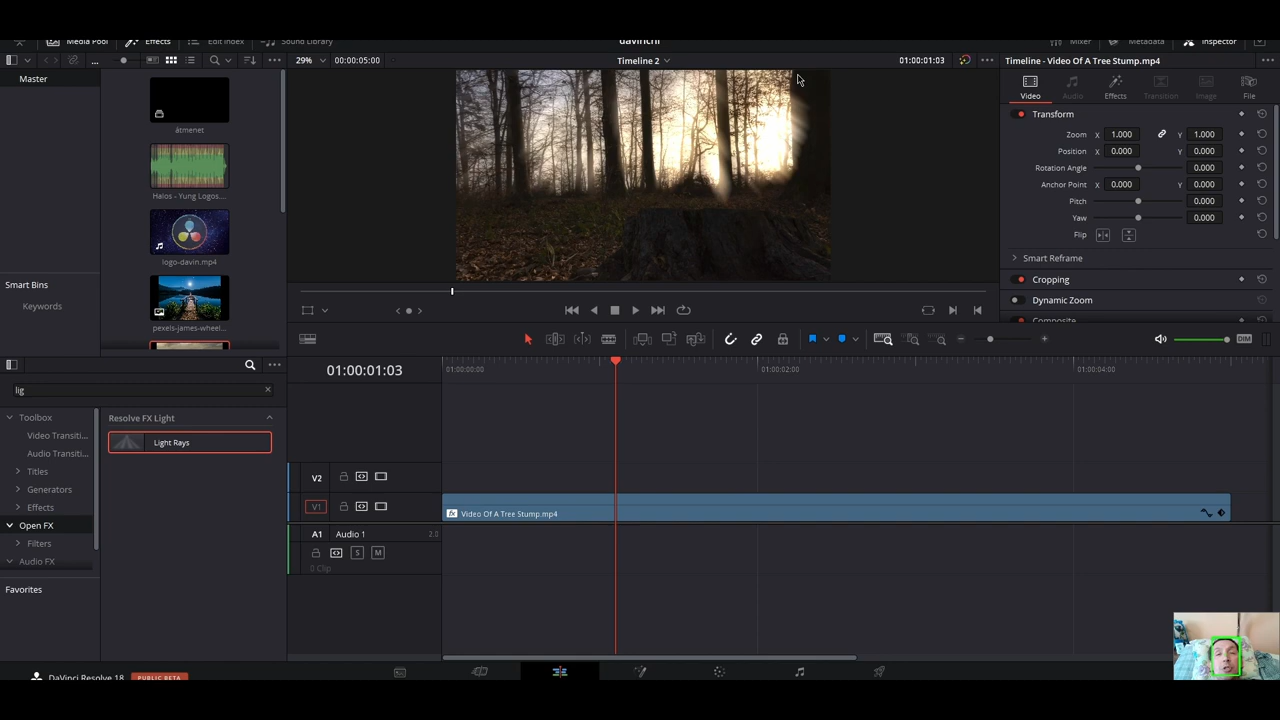 Media Pool Effects Edit Index Sound Library davinchi Mixer Metadata Inspector
... 29% 00:00:05:00 Timeline 2 01:00:01:03 Timeline - Video Of A Tree Stump.mp4
Master
átmenet
Haios - Yung Logos....
logo-davin.mp4
pexels-james-wheel...
Smart Bins
Keywords
Video Audio Effects Transition Image File
Transform
Zoom X 1.000 Y 1.000
Position X 0.000 Y 0.000
Rotation Angle 0.000
Anchor Point X 0.000 Y 0.000
Pitch 0.000
Yaw 0.000
Flip
Smart Reframe
Cropping
Dynamic Zoom
Composite
DIM
lig
Toolbox
Video Transiti...
Audio Transiti...
Titles
Generators
Effects
Open FX
Filters
Audio FX
Favorites
Resolve FX Light
Light Rays
01:00:01:03
01:00:00:00 01:00:02:00 01:00:04:00
V2
V1
fx Video Of A Tree Stump.mp4
A1 Audio 1 2.0
S M
0 Clip
DaVinci Resolve 18 PUBLIC BETA